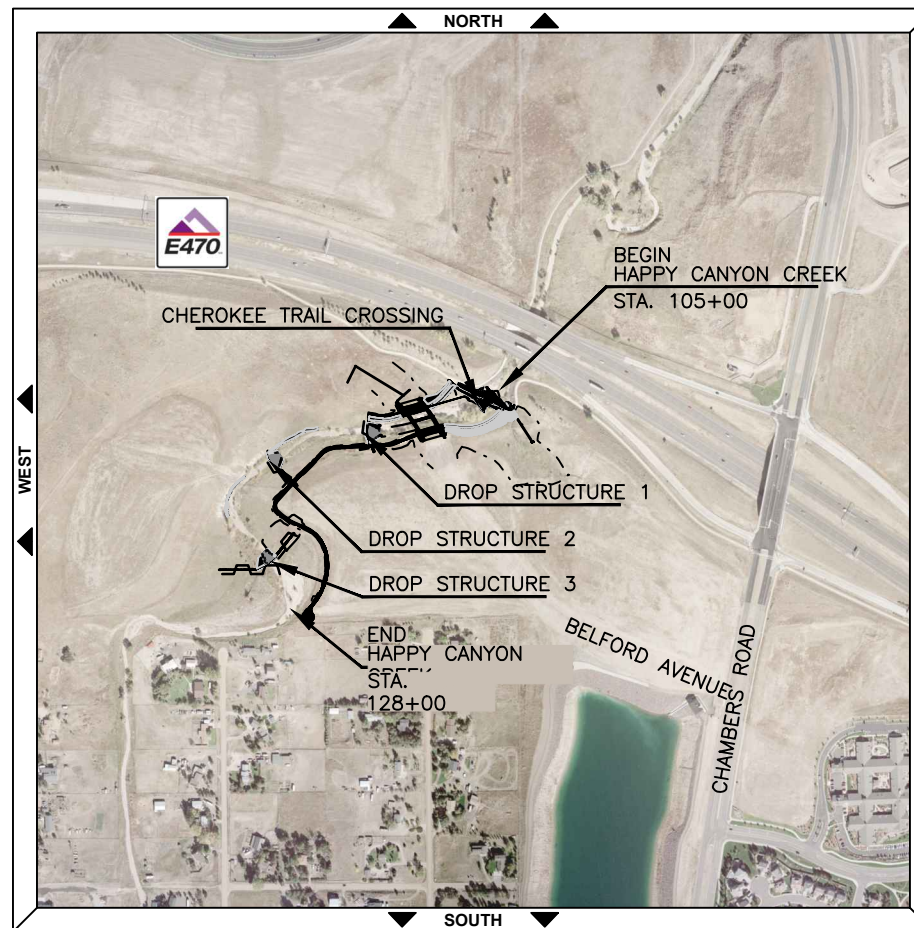 NORTH
E470
BEGIN
HAPPY CANYON CREEK
STA. 105+00
CHEROKEE TRAIL CROSSING
WEST
DROP STRUCTURE 1
DROP STRUCTURE 2
DROP STRUCTURE 3
END
HAPPY CANYON
CREEK
STA.
128+00
BELFORD AVENUE
CHAMBERS ROAD
SOUTH